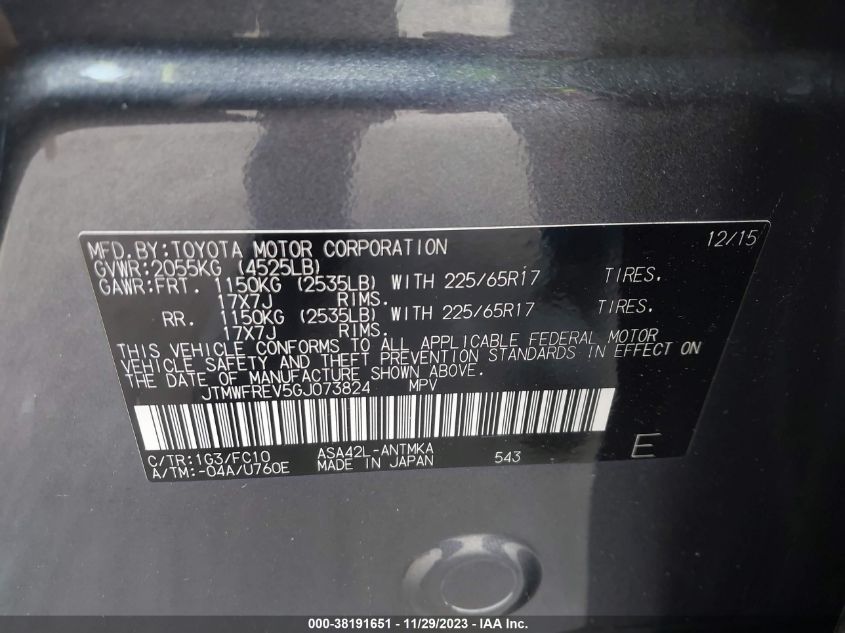 MFD.BY:TOYOTA MOTOR CORPORATION 12/15
GVWR:2055KG (4525LB)
GAWR:FRT. 1150KG (2535LB) WITH 225/65R17 TIRES.
17X7J RIMS.
RR. 1150KG (2535LB) WITH 225/65R17 TIRES.
17X7J RIMS.
THIS VEHICLE CONFORMS TO ALL APPLICABLE FEDERAL MOTOR
VEHICLE SAFETY AND THEFT PREVENTION STANDARDS IN EFFECT ON
THE DATE OF MANUFACTURE SHOWN ABOVE.
JTMWFREV5GJ073824 MPV
C/TR:1G3/FC10 ASA42L-ANTMKA E
A/TM:-04A/U760E MADE IN JAPAN 543
000-38191651 - 11/29/2023 - IAA Inc.